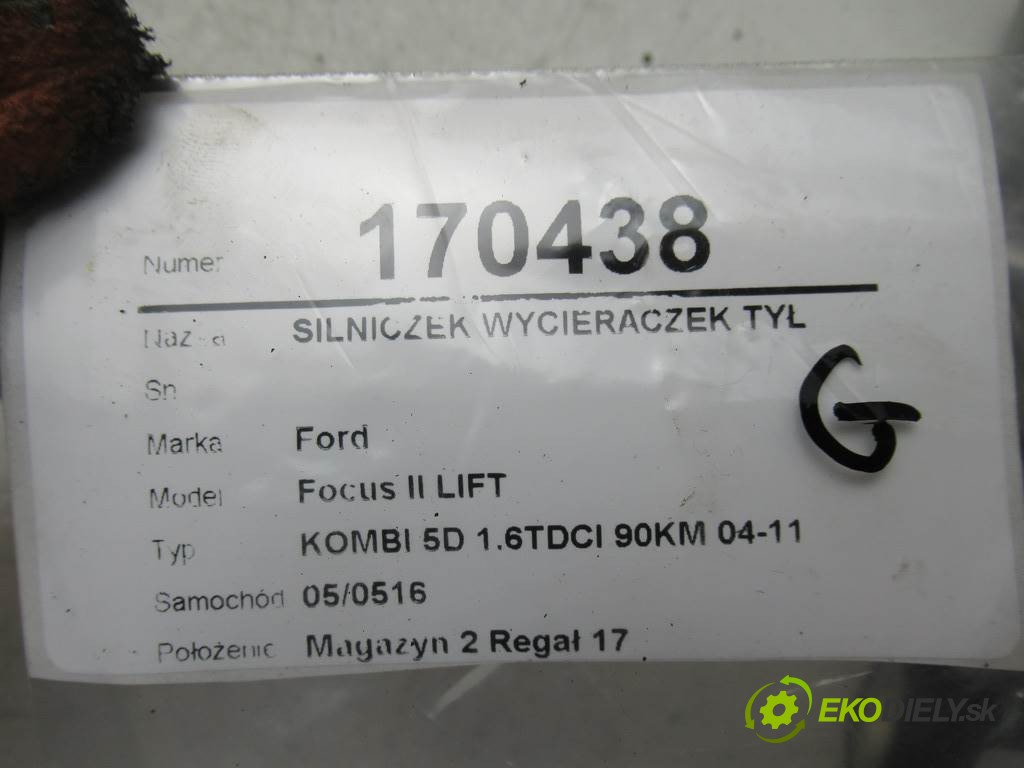 Numer 170438
Nazwa SILNICZEK WYCIERACZEK TYŁ
Sn
Marka Ford
Model Focus II LIFT
Typ KOMBI 5D 1.6TDCI 90KM 04-11
Samochód 05/0516
Położenie Magazyn 2 Regał 17
G
EKODIELY.sk